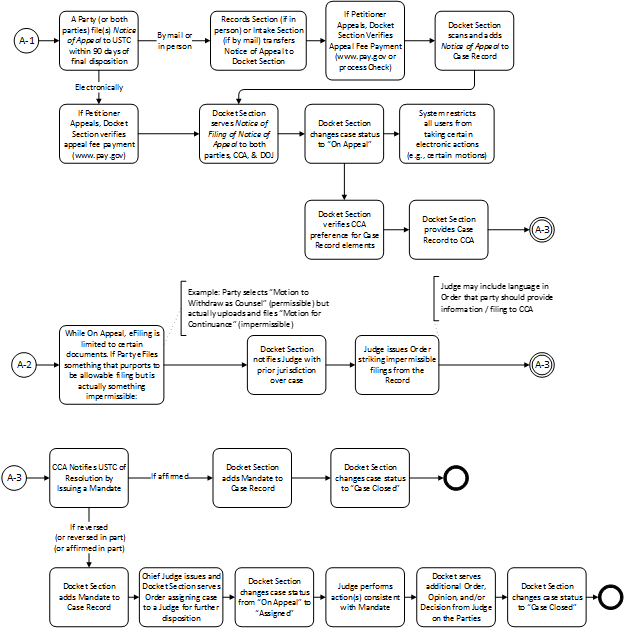 A-1
A Party (or both
parties) file(s) Notice
of Appeal to USTC
within 90 days of
final disposition
By mail or
in person
Records Section (if in
person) or Intake Section
(if by mail) transfers
Notice of Appeal to
Docket Section
If Petitioner
Appeals, Docket
Section Verifies
Appeal Fee Payment
(www.pay.gov or
process Check)
Docket Section
scans and adds
Notice of Appeal to
Case Record
Electronically
If Petitioner
Appeals, Docket
Section verifies
appeal fee payment
(www.pay.gov)
Docket Section
serves Notice of
Filing of Notice of
Appeal to both
parties, CCA, & DOJ
Docket Section
changes case status
to "On Appeal"
System restricts
all users from
taking certain
electronic actions
(e.g., certain motions)
Docket Section
verifies CCA
preference for Case
Record elements
Docket Section
provides Case
Record to CCA
A-3
Example: Party selects "Motion to
Withdraw as Counsel" (permissible) but
actually uploads and files "Motion for
Continuance" (impermissible)
Judge may include language in
Order that party should provide
information / filing to CCA
A-2
While On Appeal, eFiling is
limited to certain
documents. If Party eFiles
something that purports to
be allowable filing but is
actually something
impermissible:
Docket Section
notifies Judge with
prior jurisdiction
over case
Judge issues Order
striking impermissible
filings from the
Record
A-3
A-3
CCA Notifies USTC of
Resolution by
Issuing a Mandate
If affirmed
Docket Section
adds Mandate to
Case Record
Docket Section
changes case status
to "Case Closed"
If reversed
(or reversed in part)
(or affirmed in part)
Docket Section
adds Mandate to
Case Record
Chief Judge issues and
Docket Section serves
Order assigning case
to a Judge for further
disposition
Docket Section
changes case status
from "On Appeal" to
"Assigned"
Judge performs
action(s) consistent
with Mandate
Docket serves
additional Order,
Opinion, and/or
Decision from Judge on
the Parties
Docket Section
changes case status
to "Case Closed"